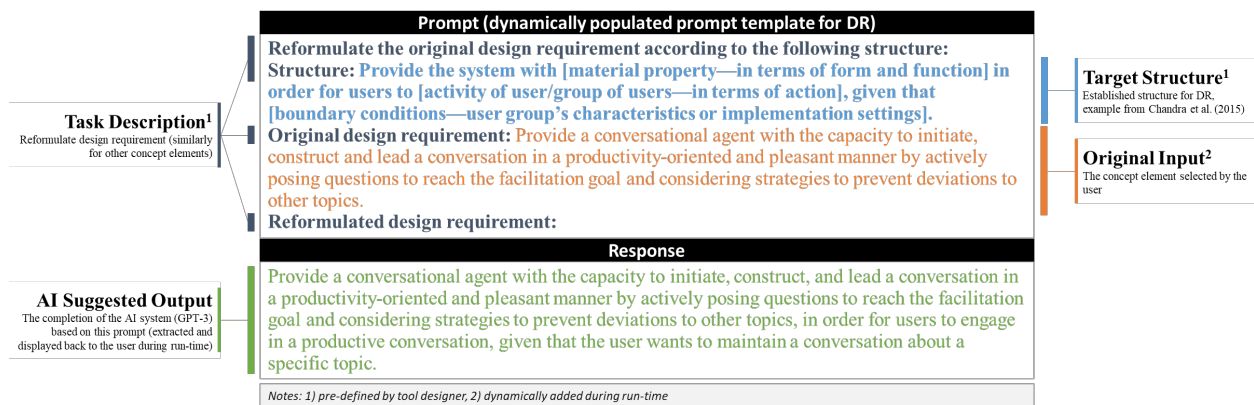 Prompt (dynamically populated prompt template for DR)
Reformulate the original design requirement according to the following structure:
Structure: Provide the system with [material property—in terms of form and function] in
order for users to [activity of user/group of users—in terms of action], given that
[boundary conditions—user group's characteristics or implementation settings].
Original design requirement: Provide a conversational agent with the capacity to initiate,
construct and lead a conversation in a productivity-oriented and pleasant manner by actively
posing questions to reach the facilitation goal and considering strategies to prevent deviations to
other topics.
Reformulated design requirement:
Task Description1
Reformulate design requirement (similarly
for other concept elements)
Target Structure1
Established structure for DR,
example from Chandra et al. (2015)
Original Input2
The concept element selected by the
user
Response
Provide a conversational agent with the capacity to initiate, construct, and lead a conversation in
a productivity-oriented and pleasant manner by actively posing questions to reach the facilitation
goal and considering strategies to prevent deviations to other topics, in order for users to engage
in a productive conversation, given that the user wants to maintain a conversation about a
specific topic.
AI Suggested Output
The completion of the AI system (GPT-3)
based on this prompt (extracted and
displayed back to the user during run-time)
Notes: 1) pre-defined by tool designer, 2) dynamically added during run-time